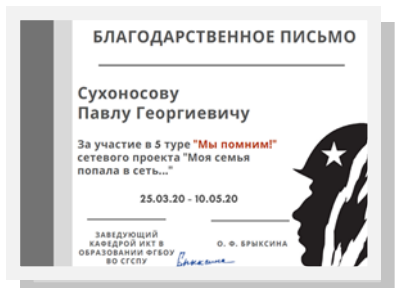 БЛАГОДАРСТВЕННОЕ ПИСЬМО
Сухоносову
Павлу Георгиевичу
За участие в 5 туре "Мы помним!"
сетевого проекта "Моя семья
попала в сеть..."
25.03.20 - 10.05.20
ЗАВЕДУЮЩИЙ
КАФЕДРОЙ ИКТ В
ОБРАЗОВАНИИ ФГБОУ
ВО СГСПУ
Брыксина
О. Ф. БРЫКСИНА